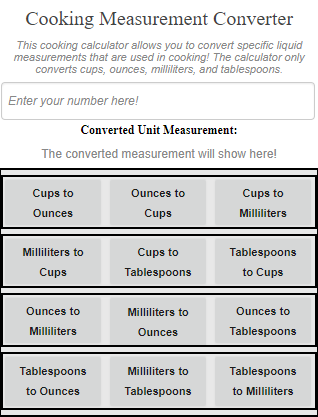 Cooking Measurement Converter
This cooking calculator allows you to convert specific liquid
measurements that are used in cooking! The calculator only
converts cups, ounces, milliliters, and tablespoons.
Enter your number here!
Converted Unit Measurement:
The converted measurement will show here!
Cups to
Ounces
Ounces to
Cups
Cups to
Milliliters
Milliliters to
Cups
Cups to
Tablespoons
Tablespoons
to Cups
Ounces to
Milliliters
Milliliters to
Ounces
Ounces to
Tablespoons
Tablespoons
to Ounces
Milliliters to
Tablespoons
Tablespoons
to Milliliters